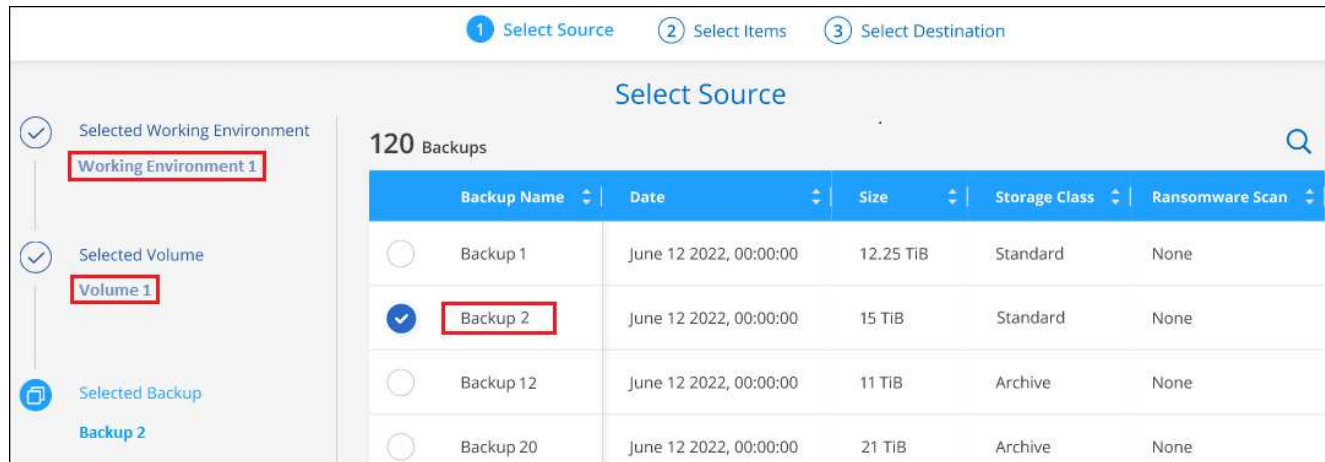 1 Select Source 2 Select Items 3 Select Destination
Select Source
Selected Working Environment
Working Environment 1
Selected Volume
Volume 1
Selected Backup
Backup 2
120 Backups
Backup Name Date Size Storage Class Ransomware Scan
Backup 1 June 12 2022, 00:00:00 12.25 TiB Standard None
Backup 2 June 12 2022, 00:00:00 15 TiB Standard None
Backup 12 June 12 2022, 00:00:00 11 TiB Archive None
Backup 20 June 12 2022, 00:00:00 21 TiB Archive None